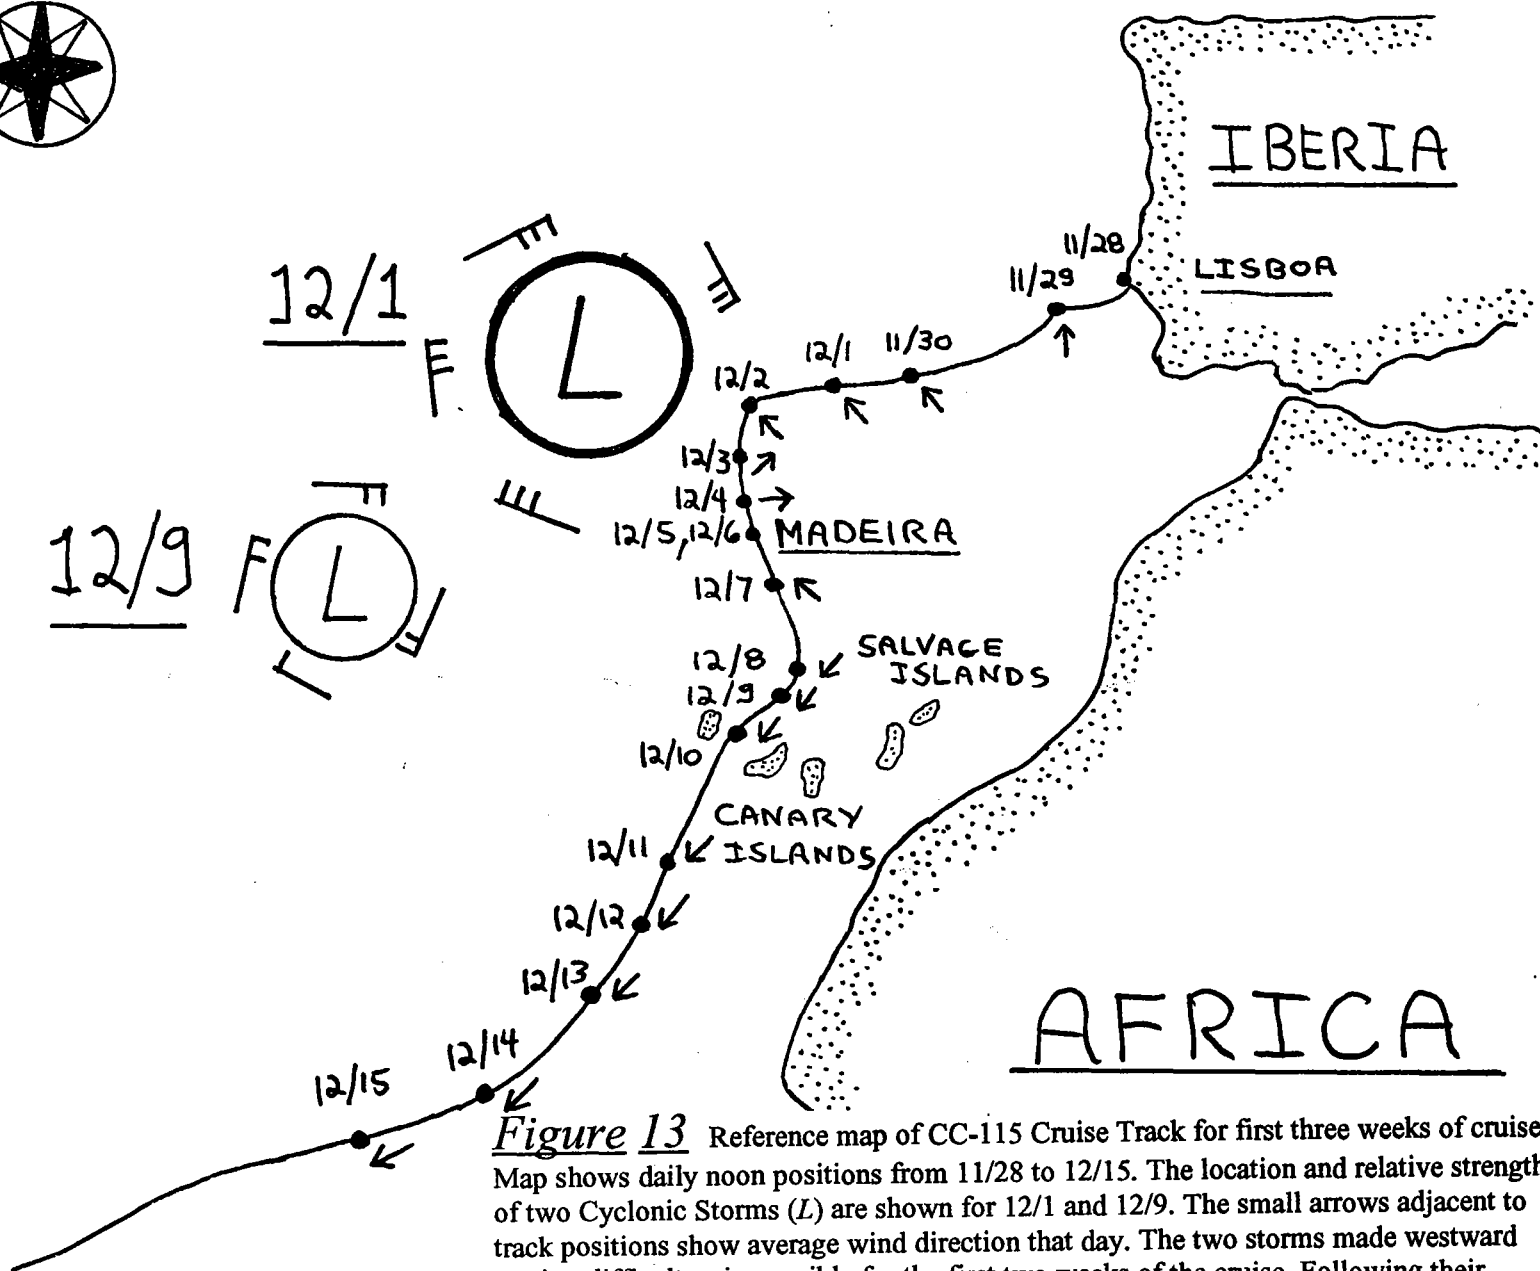 IBERIA
11/28
LISBOA
11/29
12/1
12/1
11/30
12/2
12/3
12/4
12/5, 12/6
MADEIRA
12/9
L
L
12/7
SALVAGE
ISLANDS
12/8
12/9
12/10
CANARY
ISLANDS
12/11
12/12
12/13
AFRICA
12/14
12/15
Figure 13 Reference map of CC-115 Cruise Track for first three weeks of cruise
Map shows daily noon positions from 11/28 to 12/15. The location and relative strength
of two Cyclonic Storms (L) are shown for 12/1 and 12/9. The small arrows adjacent to
track positions show average wind direction that day. The two storms made westward